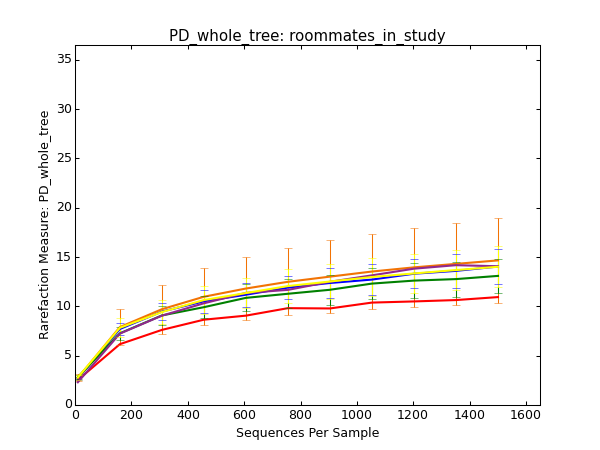 PD_whole_tree: roommates_in_study
Rarefaction Measure: PD_whole_tree
35
30
25
20
15
10
5
0
0 200 400 600 800 1000 1200 1400 1600
Sequences Per Sample